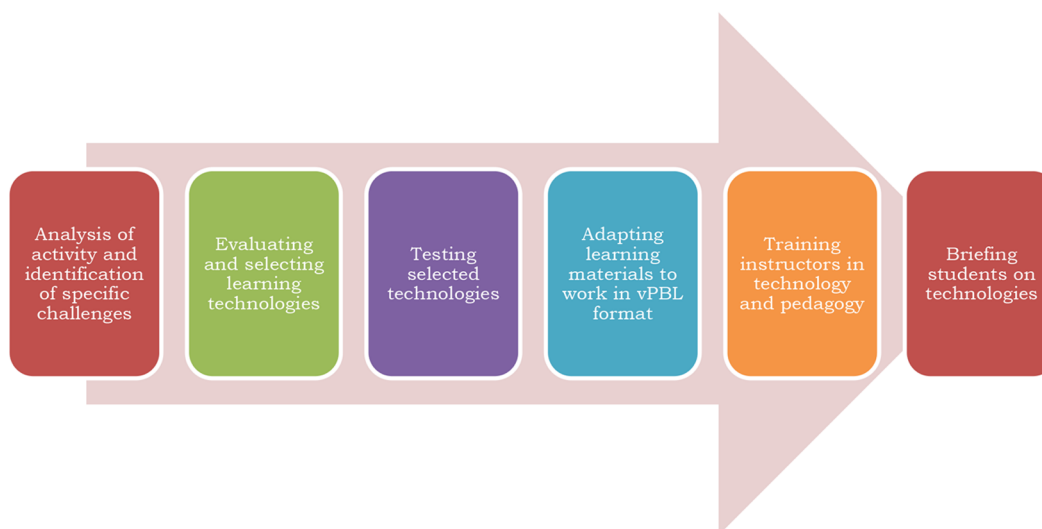 Analysis of
activity and
identification
of specific
challenges
Evaluating
and selecting
learning
technologies
Testing
selected
technologies
Adapting
learning
materials to
work in vPBL
format
Training
instructors in
technology
and pedagogy
Briefing
students on
technologies